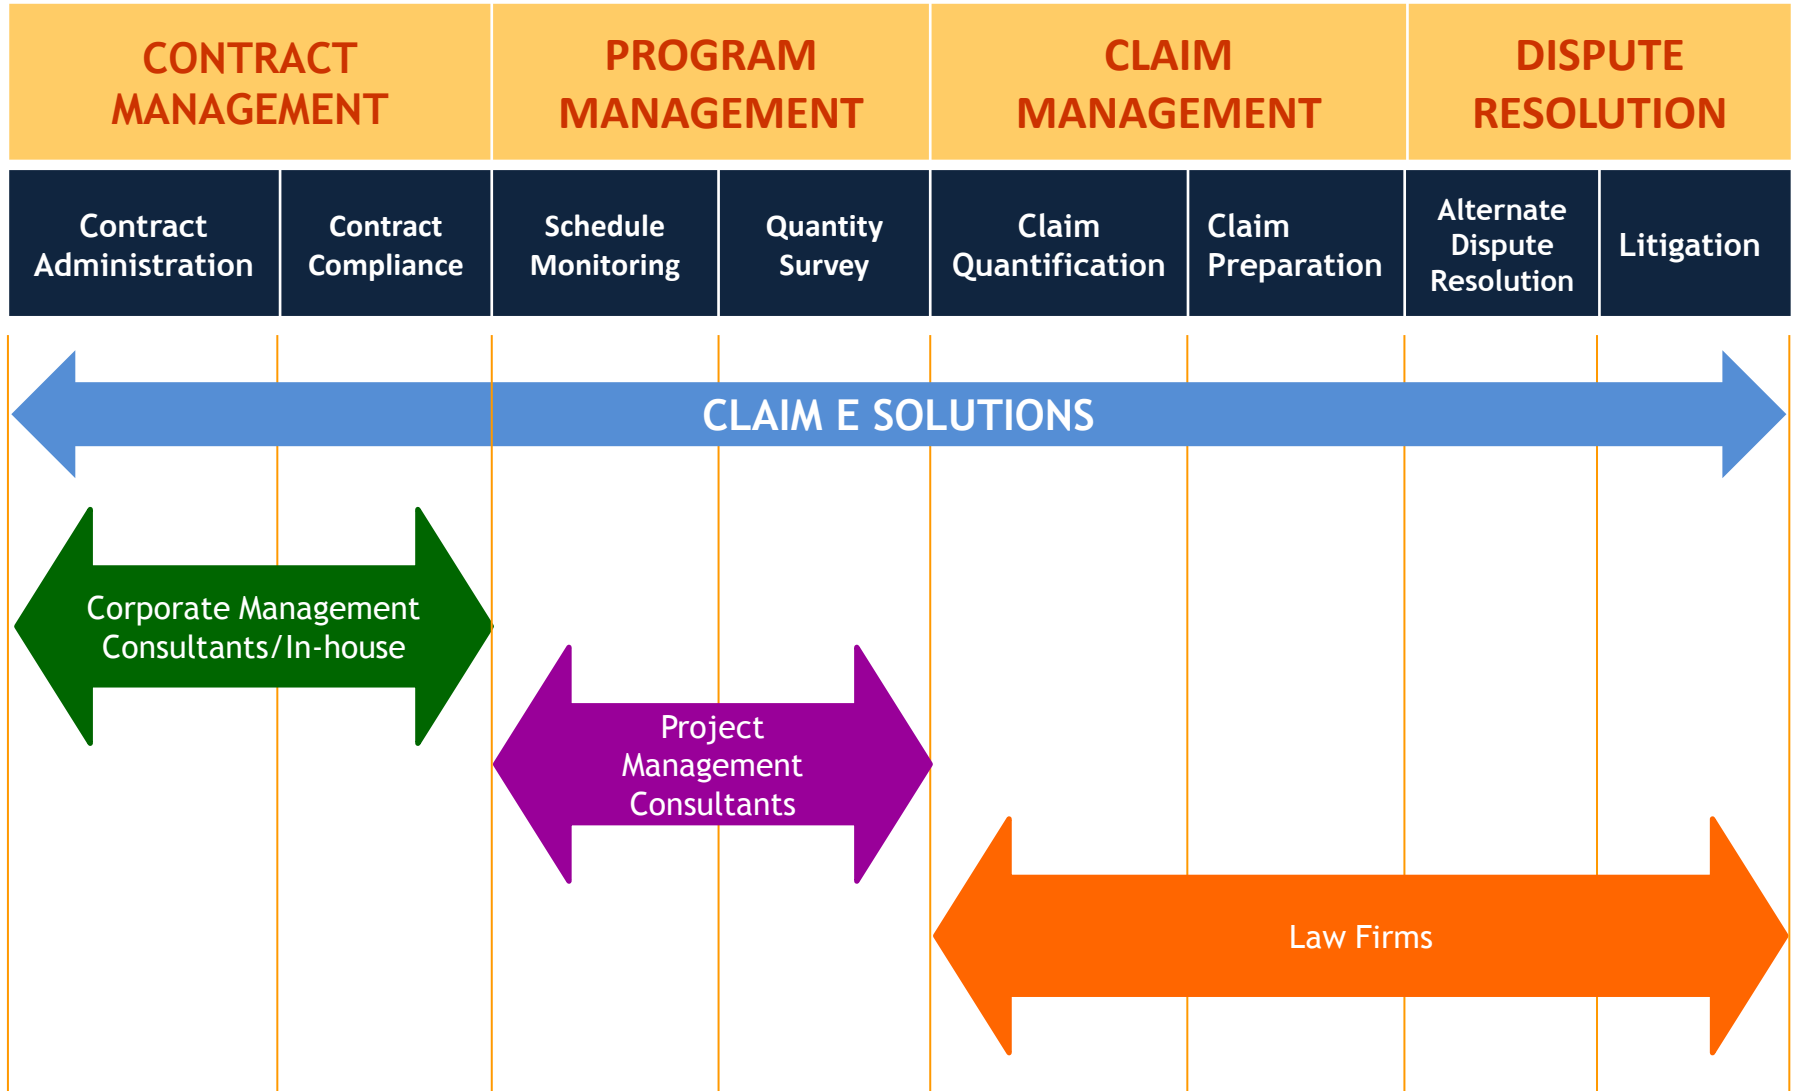 CONTRACT
MANAGEMENT
PROGRAM
MANAGEMENT
CLAIM
MANAGEMENT
DISPUTE
RESOLUTION
Contract
Administration
Contract
Compliance
Schedule
Monitoring
Quantity
Survey
Claim
Quantification
Claim
Preparation
Alternate
Dispute
Resolution
Litigation
CLAIM E SOLUTIONS
Corporate Management
Consultants/In-house
Project
Management
Consultants
Law Firms